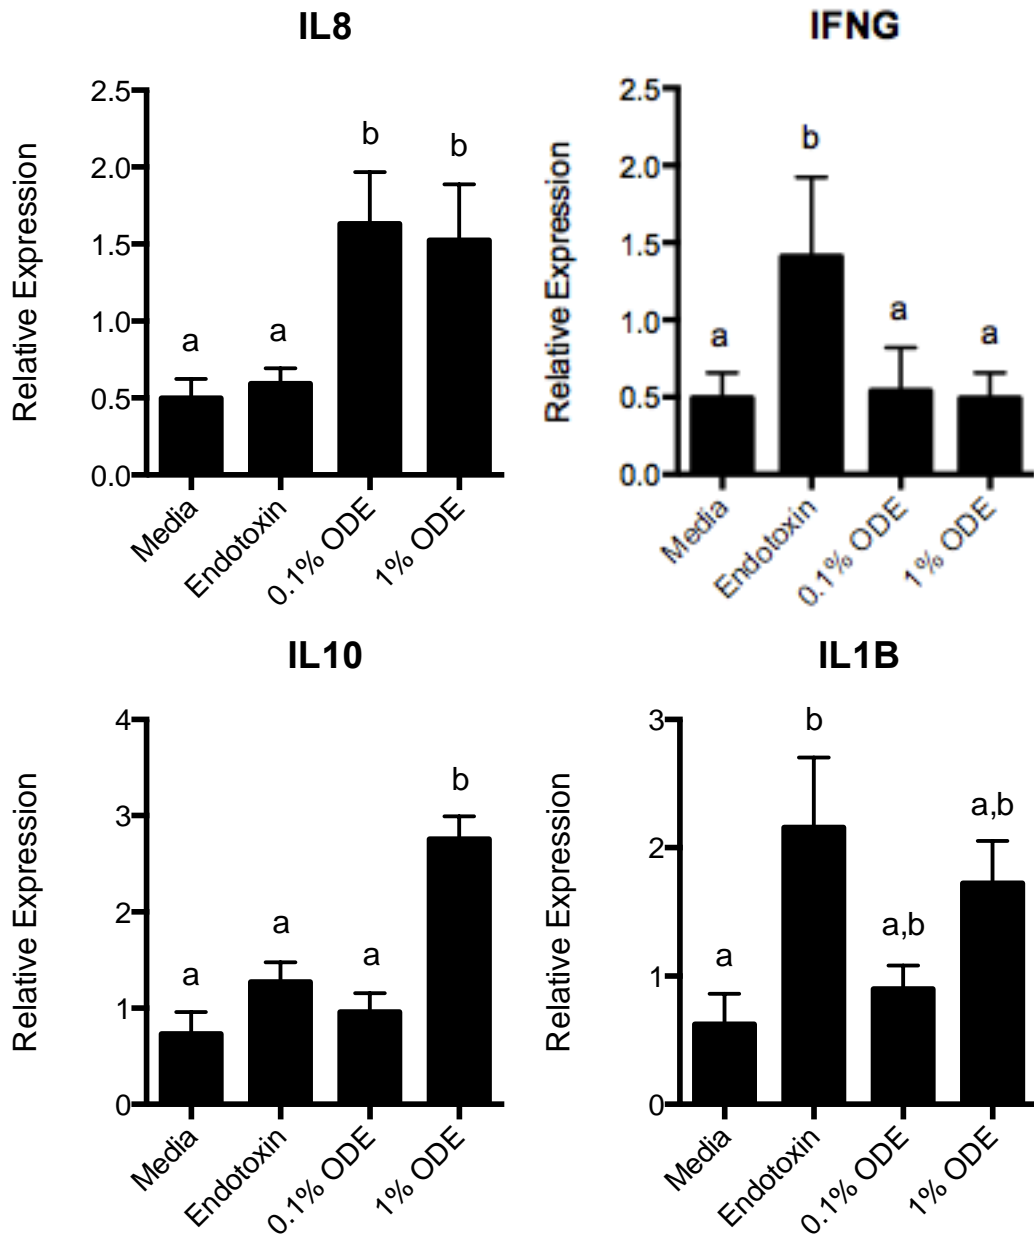 IL8
Relative Expression
2.5
2.0
1.5
1.0
0.5
0.0
a
a
b
b
Media
Endotoxin
0.1% ODE
1% ODE
IFNG
Relative Expression
2.5
2.0
1.5
1.0
0.5
0.0
a
b
a
a
Media
Endotoxin
0.1% ODE
1% ODE
IL10
Relative Expression
4
3
2
1
0
a
a
a
b
Media
Endotoxin
0.1% ODE
1% ODE
IL1B
Relative Expression
3
2
1
0
a
b
a,b
a,b
Media
Endotoxin
0.1% ODE
1% ODE